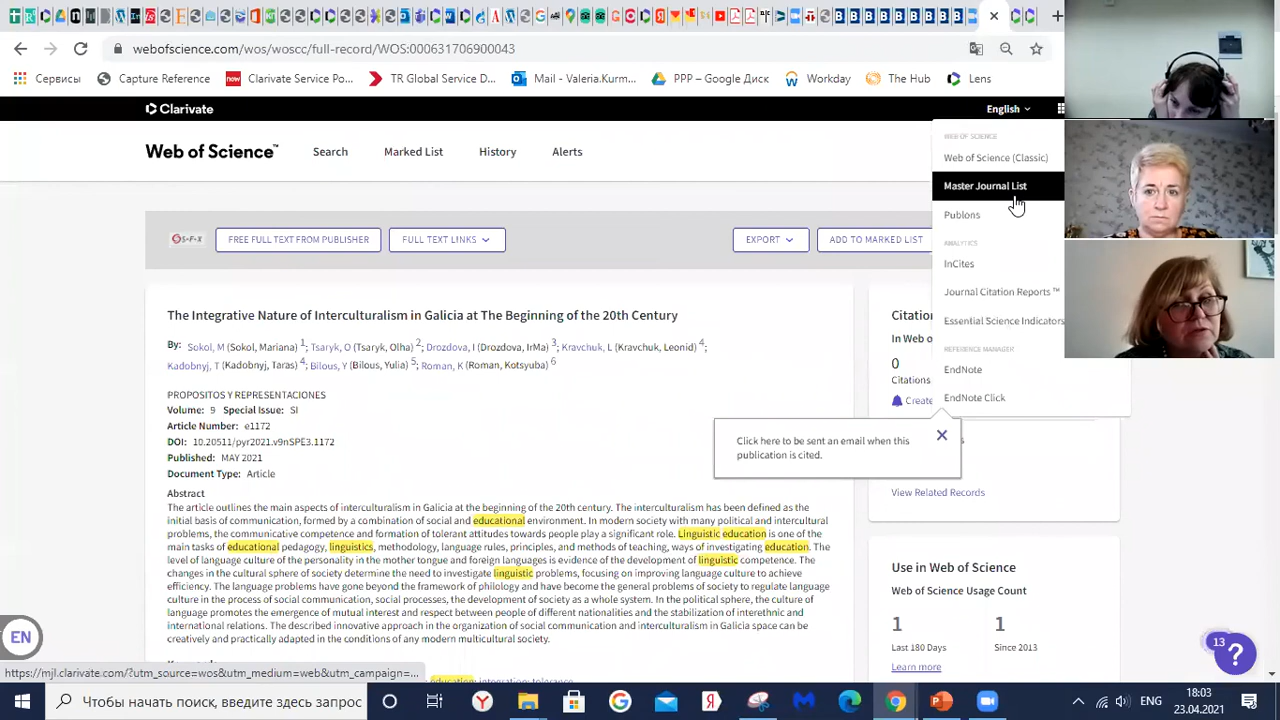 webofscience.com/wos/woscc/full-record/WOS:000631706900043
Сервисы Capture Reference Clarivate Service Po... TR Global Service D... Mail - Valeria.Kurm... PPP – Google Диск Workday The Hub Lens
now
Clarivate
English
Web of Science™ Search Marked List History Alerts
WEB OF SCIENCE
Web of Science (Classic)
Master Journal List
Publons
ANALYTICS
InCites
Journal Citation Reports ™
Essential Science Indicators
REFERENCE MANAGER
EndNote
EndNote Click
S-F-X FREE FULL TEXT FROM PUBLISHER FULL TEXT LINKS EXPORT ADD TO MARKED LIST
The Integrative Nature of Interculturalism in Galicia at The Beginning of the 20th Century
By: Sokol, M (Sokol, Mariana) 1; Tsaryk, O (Tsaryk, Olha) 2; Drozdova, I (Drozdova, IrMa) 3; Kravchuk, L (Kravchuk, Leonid) 4;
Kadobnyj, T (Kadobnyj, Taras) 4; Bilous, Y (Bilous, Yulia) 5; Roman, K (Roman, Kotsyuba) 6
PROPOSITOS Y REPRESENTACIONES
Volume: 9 Special Issue: SI
Article Number: e1172
DOI: 10.20511/pyr2021.v9nSPE3.1172
Published: MAY 2021
Document Type: Article
Abstract
The article outlines the main aspects of interculturalism in Galicia at the beginning of the 20th century. The interculturalism has been defined as the
initial basis of communication, formed by a combination of social and educational environment. In modern society with many political and intercultural
problems, the communicative competence and formation of tolerant attitudes towards people play a significant role. Linguistic education is one of the
main tasks of educational pedagogy, linguistics, methodology, language rules, principles, and methods of teaching, ways of investigating education. The
level of language culture of the personality in the mother tongue and foreign languages is evidence of the development of linguistic competence. The
changes in the cultural sphere of society determine the need to investigate linguistic problems, focusing on improving language culture to achieve
efficiency. The language problems have gone beyond the framework of philology and have become the general problems of society to regulate language
culture in the process of social communication, social processes, the development of society as a whole. In the political sphere, the culture of
language promotes the emergence of mutual interest and respect between people of different nationalities and the stabilization of interethnic and
international relations. The described innovative approach in the organization of social communication and interculturalism in Galicia space can be
creatively and practically adapted in the conditions of any modern multicultural society.
In Web of
0
Citations
Create
Click here to be sent an email when this
publication is cited.
View Related Records
Use in Web of Science
Web of Science Usage Count
1 1
Last 180 Days Since 2013
Learn more
EN
13
?
https://mjl.clarivate.com/?utm_source=wos&utm_medium=web&utm_campaign=...
Чтобы начать поиск, введите здесь запрос
ENG
18:03
23.04.2021